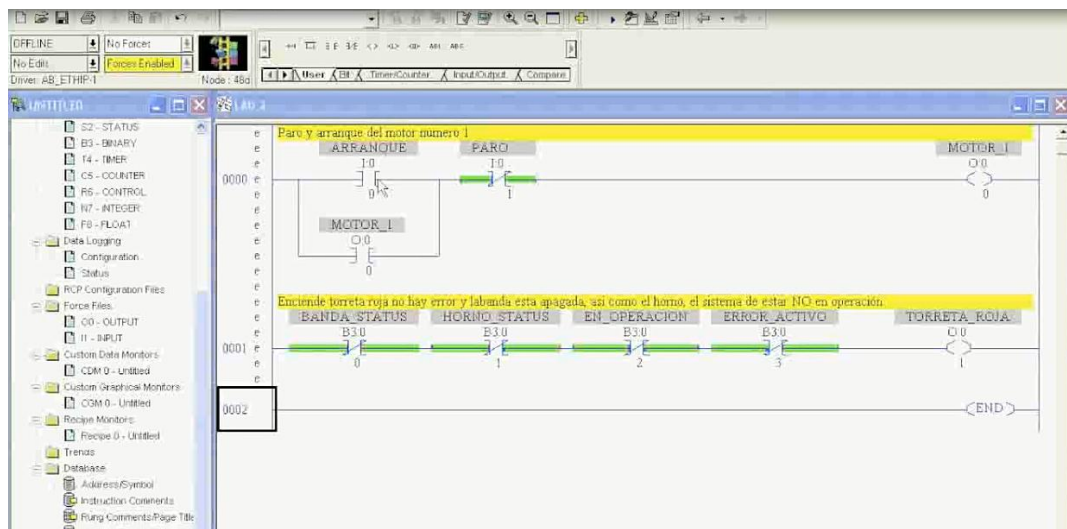 OFFLINE
No Forces
No Edits
Forces Enabled
Driver: AB_ETHIP-1
Node : 48d
User
Bit
Timer/Counter
Input/Output
Compare
UNTITLED
LAD 2
S2 - STATUS
B3 - BINARY
T4 - TIMER
C5 - COUNTER
R6 - CONTROL
N7 - INTEGER
F8 - FLOAT
Data Logging
Configuration
Status
RCP Configuration Files
Force Files
O0 - OUTPUT
I1 - INPUT
Custom Data Monitors
CDM 0 - Untitled
Custom Graphical Monitors
CGM 0 - Untitled
Recipe Monitors
Recipe 0 - Untitled
Trends
Database
Address/Symbol
Instruction Comments
Rung Comments/Page Title
Paro y arranque del motor numero 1
ARRANQUE PARO MOTOR_1
I:0 I:0 O:0
0000
0 1 0
MOTOR_1
O:0
0
Enciende torreta roja no hay error y labanda esta apagada, asi como el horno, el sistema de estar NO en operación
BANDA_STATUS HORNO_STATUS EN_OPERACION ERROR_ACTIVO TORRETA_ROJA
B3:0 B3:0 B3:0 B3:0 O:0
0001
0 1 2 3 1
0002
END